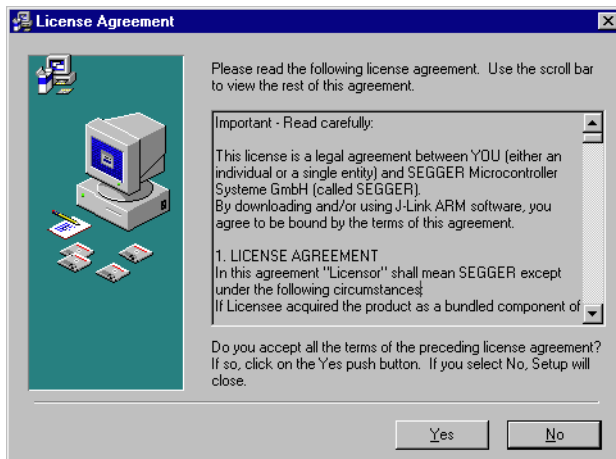 License Agreement
Please read the following license agreement. Use the scroll bar
to view the rest of this agreement.
Important - Read carefully:
This license is a legal agreement between YOU (either an
individual or a single entity) and SEGGER Microcontroller
Systeme GmbH (called SEGGER).
By downloading and/or using J-Link ARM software, you
agree to be bound by the terms of this agreement.
1. LICENSE AGREEMENT
In this agreement "Licensor" shall mean SEGGER except
under the following circumstances
If Licensee acquired the product as a bundled component of
Do you accept all the terms of the preceding license agreement?
If so, click on the Yes push button. If you select No, Setup will
close.
Yes
No